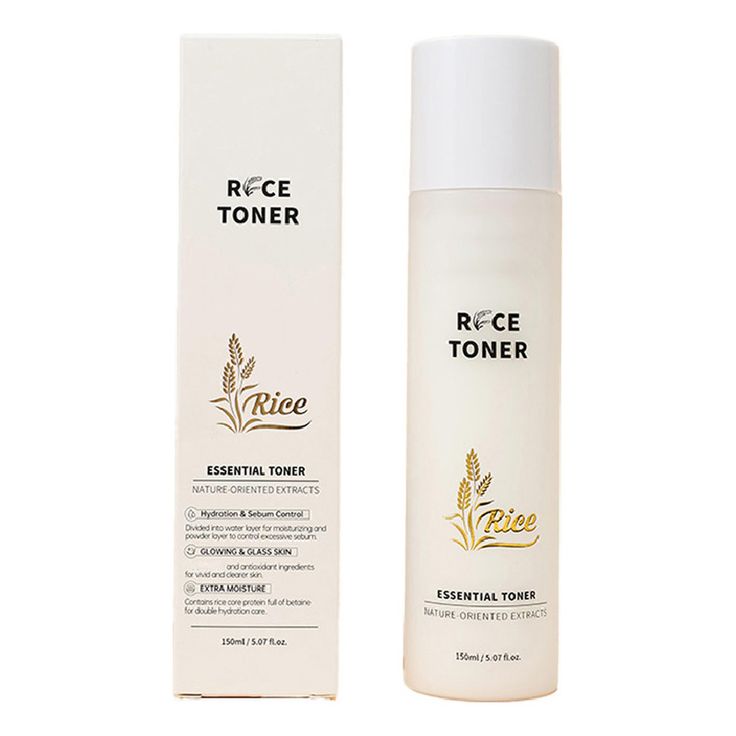 RICE
TONER
Rice
ESSENTIAL TONER
NATURE-ORIENTED EXTRACTS
Hydration & Sebum Control
Divided into water layer for moisturizing and
powder layer to control excessive sebum.
GLOWING & GLASS SKIN
and antioxidant ingredients
for vivid and clearer skin.
EXTRA MOISTURE
Contains rice core protein full of betaine
for double hydration care.
150ml / 5.07 fl.oz.
RICE
TONER
Rice
ESSENTIAL TONER
NATURE-ORIENTED EXTRACTS
150ml / 5.07 fl.oz.